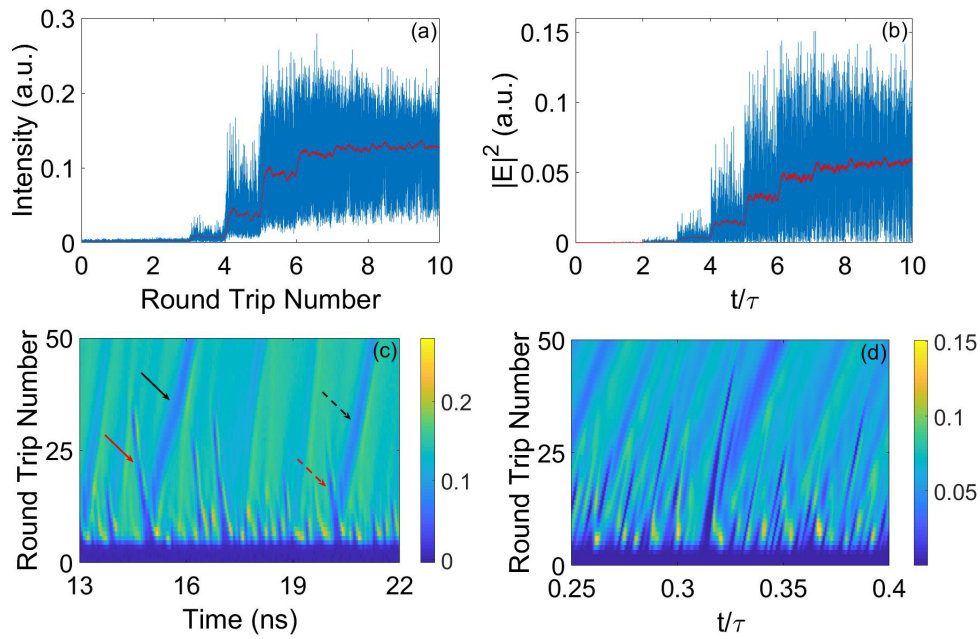 0.3
0.2
0.1
0
Intensity (a.u.)
(a)
0 2 4 6 8 10
Round Trip Number
0.15
0.1
0.05
0
|E|² (a.u.)
(b)
0 2 4 6 8 10
t/τ
50
25
0
Round Trip Number
(c)
13 16 19 22
Time (ns)
0.2
0.1
0
50
25
0
Round Trip Number
(d)
0.25 0.3 0.35 0.4
t/τ
0.15
0.10
0.05